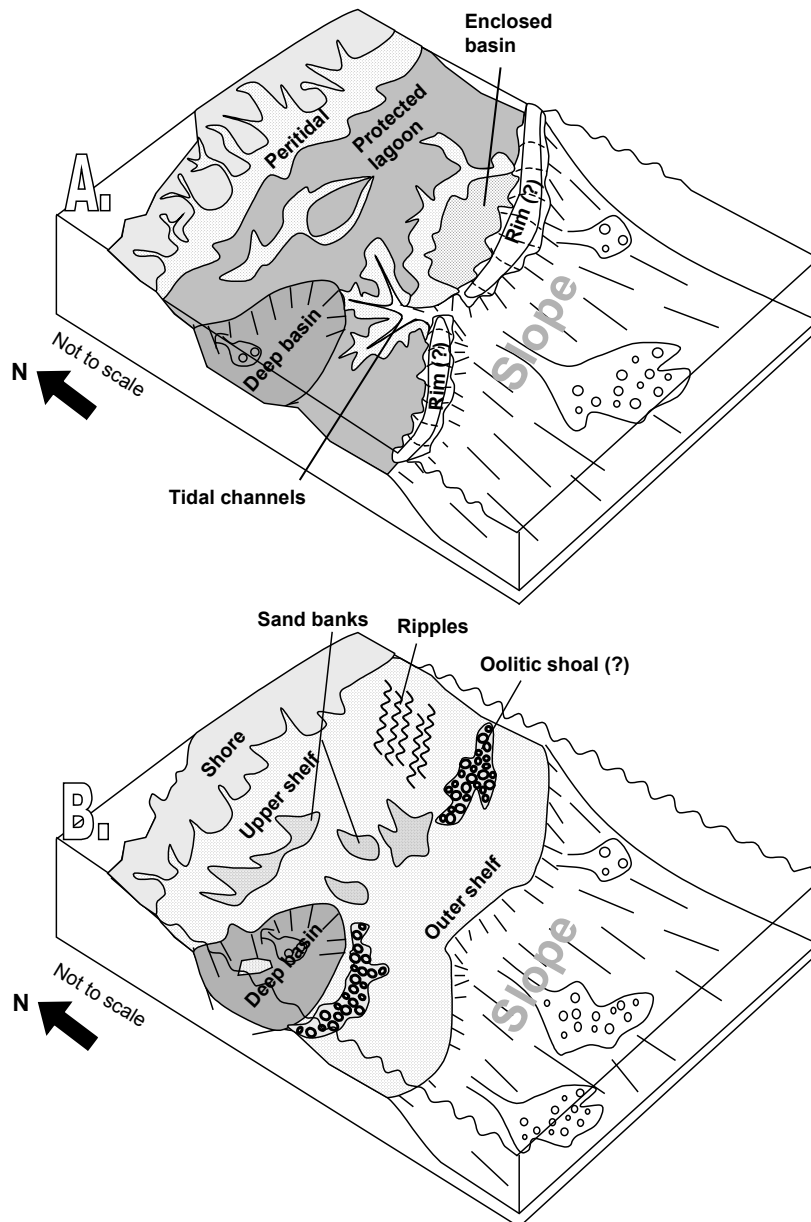 Enclosed
basin
A.
Peritidal
Protected
lagoon
Rim (?)
Slope
Deep basin
Rim (?)
Not to scale
N
Tidal channels
Sand banks
Ripples
Oolitic shoal (?)
B.
Shore
Upper shelf
Outer shelf
Slope
Deep basin
Not to scale
N